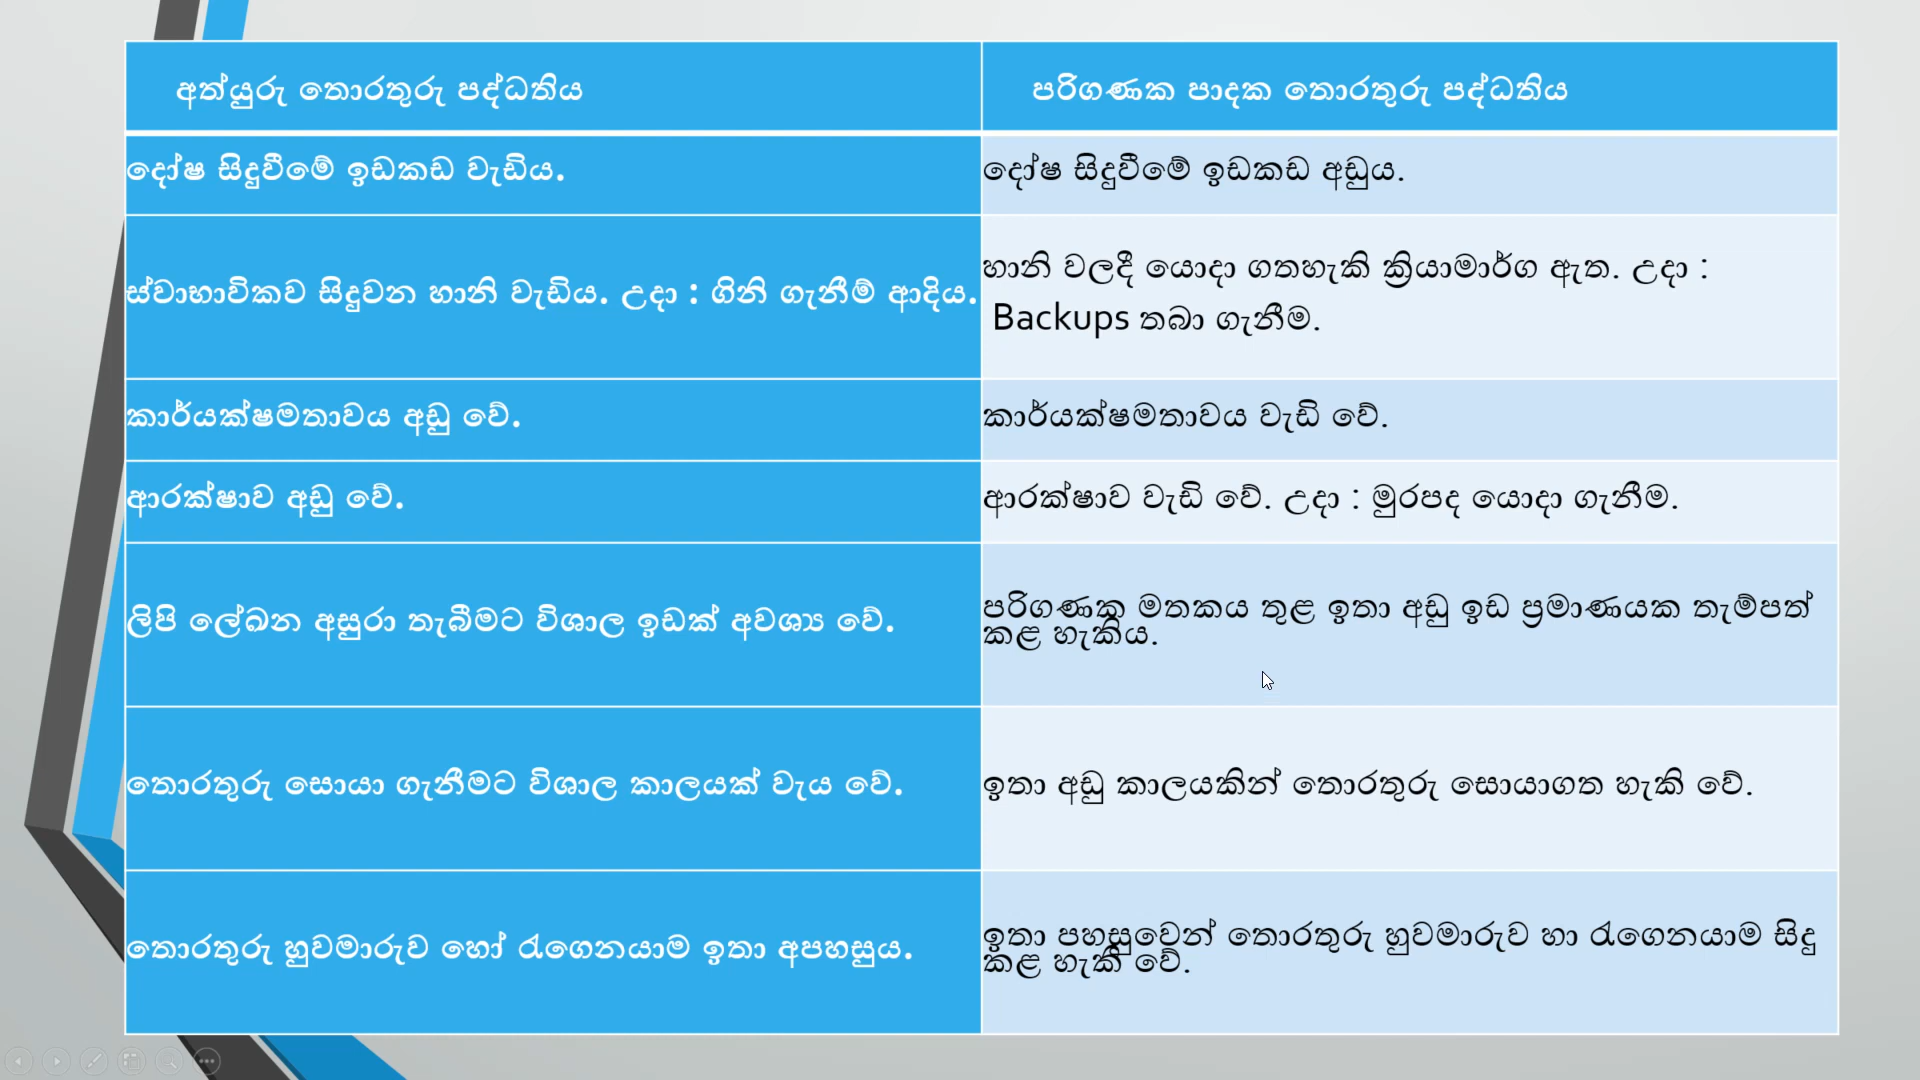 අත්යුරු තොරතුරු පද්ධතිය
පරිගණක පාදක තොරතුරු පද්ධතිය
දෝෂ සිදුවීමේ ඉඩකඩ වැඩිය.
දෝෂ සිදුවීමේ ඉඩකඩ අඩුය.
ස්වාභාවිකව සිදුවන හානි වැඩිය. උදා : ගිනි ගැනීම් ආදිය.
හානි වලදී යොදා ගතහැකි ක්‍රියාමාර්ග ඇත. උදා :
Backups තබා ගැනීම.
කාර්යක්ෂමතාවය අඩු වේ.
කාර්යක්ෂමතාවය වැඩි වේ.
ආරක්ෂාව අඩු වේ.
ආරක්ෂාව වැඩි වේ. උදා : මුරපද යොදා ගැනීම.
ලිපි ලේඛන අසුරා තැබීමට විශාල ඉඩක් අවශ්‍ය වේ.
පරිගණක මතකය තුළ ඉතා අඩු ඉඩ ප්‍රමාණයක තැම්පත්
කළ හැකිය.
තොරතුරු සොයා ගැනීමට විශාල කාලයක් වැය වේ.
ඉතා අඩු කාලයකින් තොරතුරු සොයාගත හැකි වේ.
තොරතුරු හුවමාරුව හෝ රැගෙනයාම ඉතා අපහසුය.
ඉතා පහසුවෙන් තොරතුරු හුවමාරුව හා රැගෙනයාම සිදු
කළ හැකි වේ.